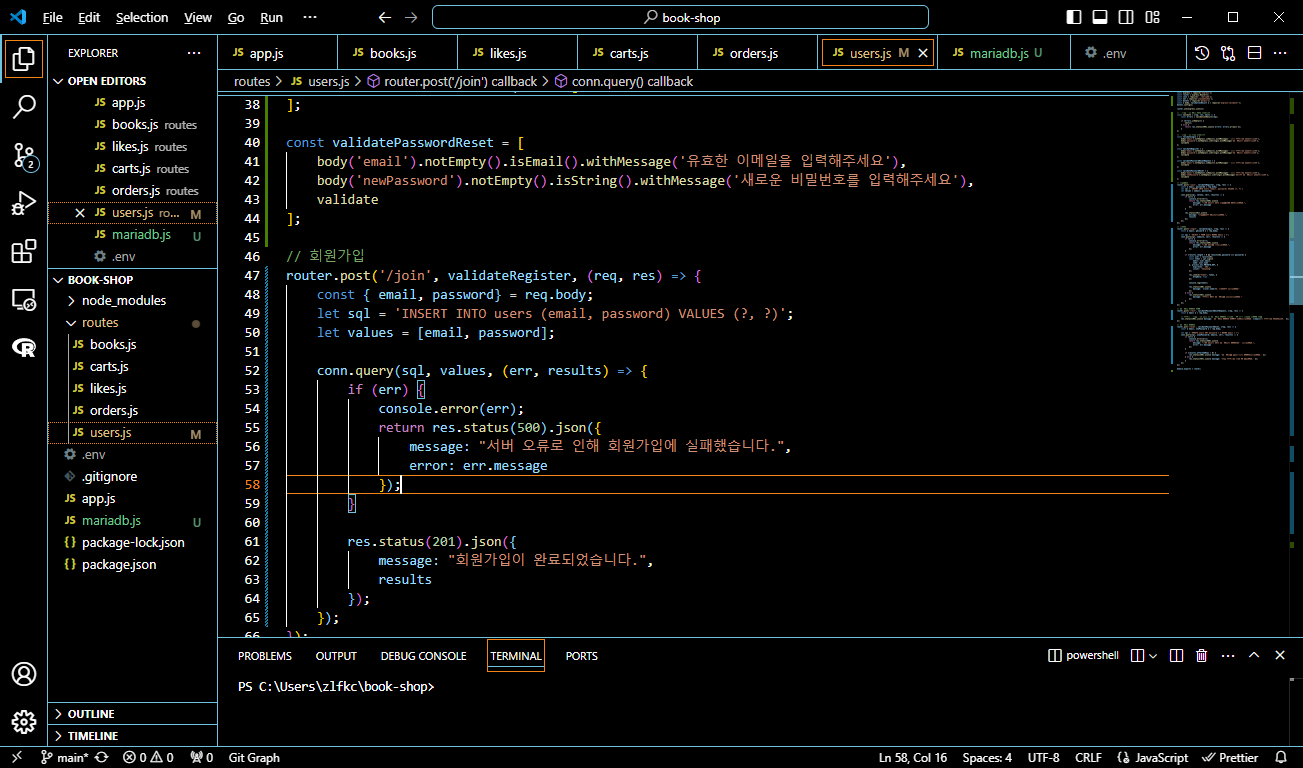 File Edit Selection View Go Run ··· book-shop
EXPLORER ···
OPEN EDITORS
JS app.js
JS books.js routes
JS likes.js routes
JS carts.js routes
JS orders.js routes
JS users.js ro... M
JS mariadb.js U
.env
BOOK-SHOP
node_modules
routes
JS books.js
JS carts.js
JS likes.js
JS orders.js
JS users.js M
.env
.gitignore
JS app.js
JS mariadb.js U
{} package-lock.json
{} package.json
OUTLINE
TIMELINE
2
JS app.js JS books.js JS likes.js JS carts.js JS orders.js JS users.js M JS mariadb.js U .env ···
routes > JS users.js > router.post('/join') callback > conn.query() callback
38 ];
39
40 const validatePasswordReset = [
41 body('email').notEmpty().isEmail().withMessage('유효한 이메일을 입력해주세요'),
42 body('newPassword').notEmpty().isString().withMessage('새로운 비밀번호를 입력해주세요'),
43 validate
44 ];
45
46 // 회원가입
47 router.post('/join', validateRegister, (req, res) => {
48 const { email, password} = req.body;
49 let sql = 'INSERT INTO users (email, password) VALUES (?, ?)';
50 let values = [email, password];
51
52 conn.query(sql, values, (err, results) => {
53 if (err) {
54 console.error(err);
55 return res.status(500).json({
56 message: "서버 오류로 인해 회원가입에 실패했습니다.",
57 error: err.message
58 });
59 }
60
61 res.status(201).json({
62 message: "회원가입이 완료되었습니다.",
63 results
64 });
65 });
66 });
PROBLEMS OUTPUT DEBUG CONSOLE TERMINAL PORTS powershell ···
PS C:\Users\zlfkc\book-shop>
main* 0 0 0 Git Graph Ln 58, Col 16 Spaces: 4 UTF-8 CRLF {} JavaScript Prettier